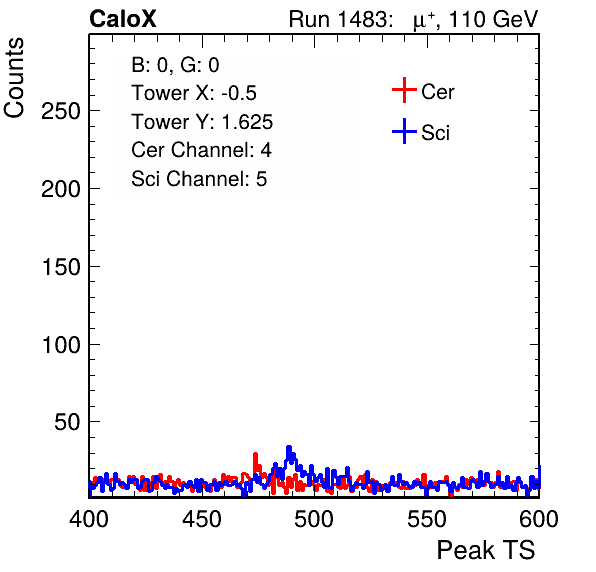 CaloX Run 1483: μ⁺, 110 GeV
B: 0, G: 0
Tower X: -0.5
Tower Y: 1.625
Cer Channel: 4
Sci Channel: 5
Cer
Sci
Counts
250
200
150
100
50
400 450 500 550 600
Peak TS